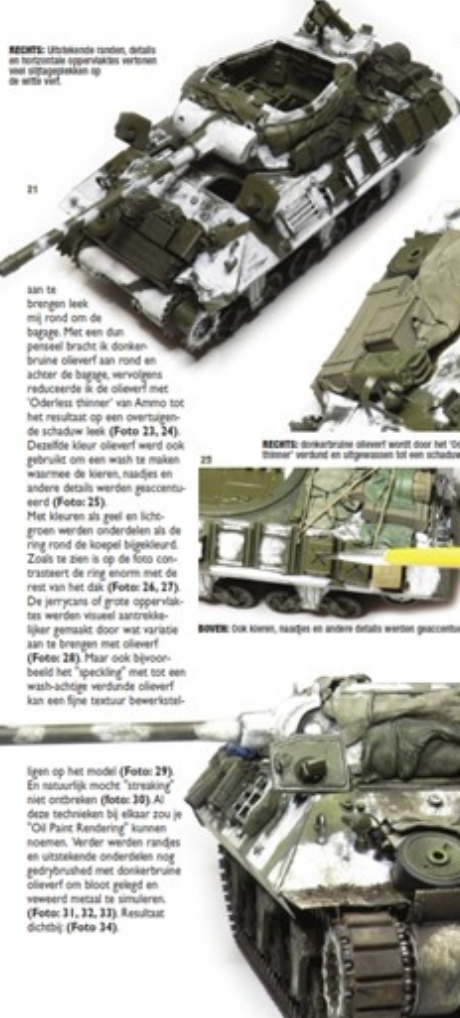 RECHTS: Uitstekende randen, details
en horizontale oppervlaktes vertonen
veel slijtageplekken op
de witte verf.
21
aan te
brengen leek
mij rond om de
bagage. Met een dun
penseel bracht ik donker-
bruine olieverf aan rond en
achter de bagage, vervolgens
reduceerde ik de olieverf met
'Oderless thinner' van Ammo tot
het resultaat op een overtuigen-
de schaduw leek (Foto 23, 24).
Dezelfde kleur olieverf werd ook
gebruikt om een wash te maken
waarmee de kieren, naadjes en
andere details werden geaccentu-
eerd (Foto: 25).
Met kleuren als geel en licht-
groen werden onderdelen als de
ring rond de koepel bijgekleurd.
Zoals te zien is op de foto con-
trasteert de ring enorm met de
rest van het dak (Foto: 26, 27).
De jerrycans of grote oppervlak-
tes werden visueel aantrekke-
lijker gemaakt door wat variatie
aan te brengen met olieverf
(Foto: 28). Maar ook bijvoor-
beeld het "speckling" met tot een
wash-achtige verdunde olieverf
kan een fijne textuur bewerkstel-
RECHTS: donkerbruine olieverf wordt door het 'Od
thinner' verdund en uitgewassen tot een schaduw
25
BOVEN: Ook kieren, naadjes en andere details werden geaccentu
ligen op het model (Foto: 29).
En natuurlijk mocht "streaking"
niet ontbreken (foto: 30). Al
deze technieken bij elkaar zou je
"Oil Paint Rendering" kunnen
noemen. Verder werden randjes
en uitstekende onderdelen nog
gedrybrushed met donkerbruine
olieverf om bloot gelegd en
veweerd metaal te simuleren.
(Foto: 31, 32, 33). Resultaat
dichtbij: (Foto 34).